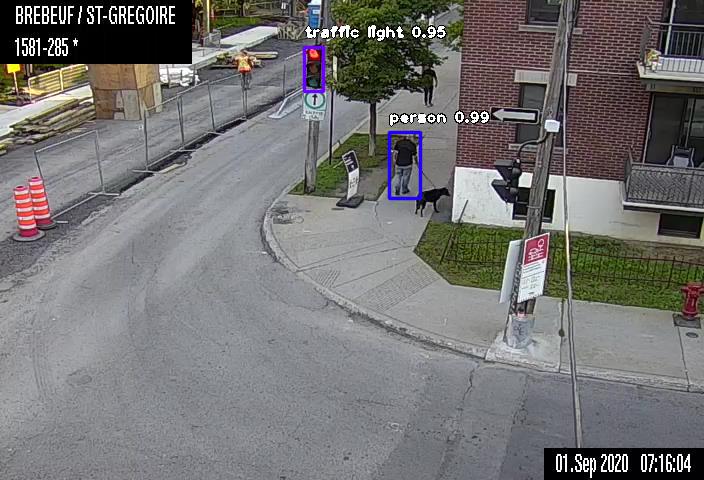 BREBEUF / ST-GREGOIRE
1581-285 *
traffic light 0.95
person 0.99
01.Sep 2020 07:16:04